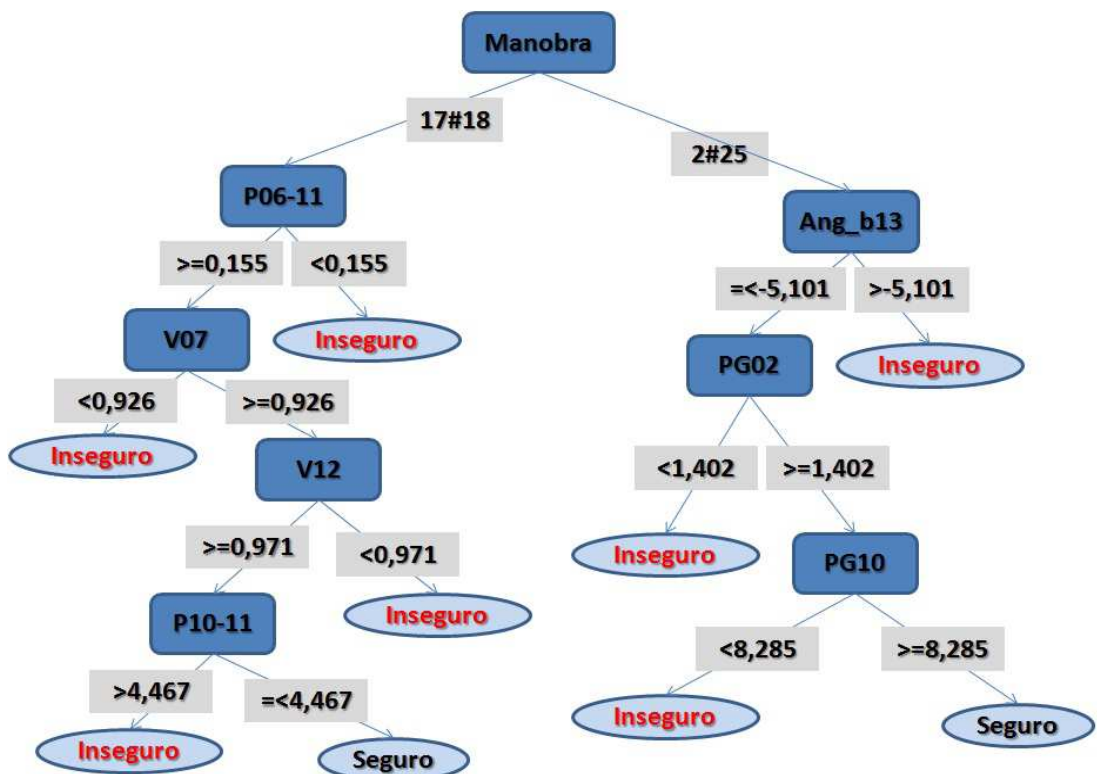 Manobra
17#18
2#25
P06-11
Ang_b13
>=0,155
<0,155
=<-5,101
>-5,101
V07
Inseguro
PG02
Inseguro
<0,926
>=0,926
Inseguro
V12
<1,402
>=1,402
>=0,971
<0,971
Inseguro
PG10
P10-11
Inseguro
<8,285
>=8,285
>4,467
=<4,467
Inseguro
Seguro
Inseguro
Seguro